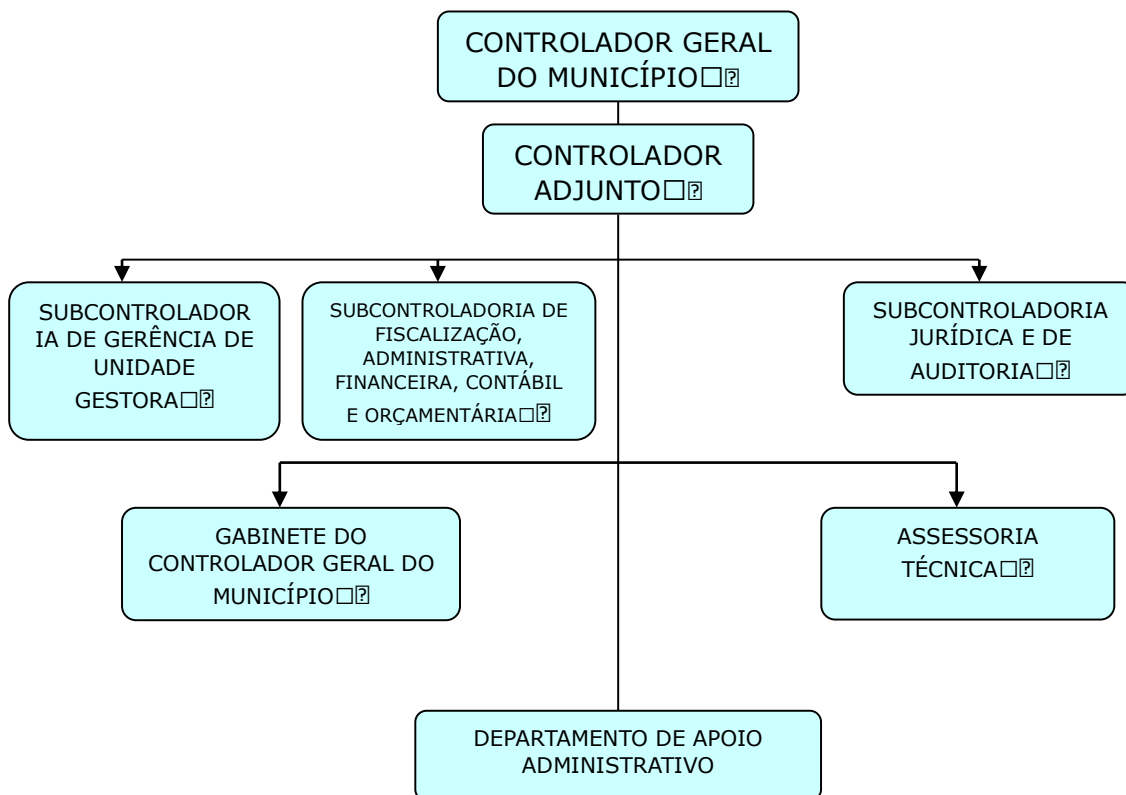 CONTROLADOR GERAL
DO MUNICÍPIO
CONTROLADOR
ADJUNTO
SUBCONTROLADOR
IA DE GERÊNCIA DE
UNIDADE
GESTORA
SUBCONTROLADORIA DE
FISCALIZAÇÃO,
ADMINISTRATIVA,
FINANCEIRA, CONTÁBIL
E ORÇAMENTÁRIA
SUBCONTROLADORIA
JURÍDICA E DE
AUDITORIA
GABINETE DO
CONTROLADOR GERAL DO
MUNICÍPIO
ASSESSORIA
TÉCNICA
DEPARTAMENTO DE APOIO
ADMINISTRATIVO